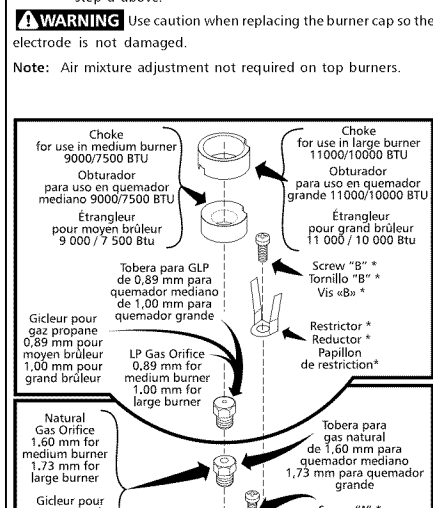 step d above.
WARNING Use caution when replacing the burner cap so the
electrode is not damaged.
Note: Air mixture adjustment not required on top burners.
Choke
for use in medium burner
9000/7500 BTU
Obturador
para uso en quemador
mediano 9000/7500 BTU
Étrangleur
pour moyen brûleur
9 000 / 7 500 Btu
Choke
for use in large burner
11000/10000 BTU
Obturador
para uso en quemador
grande 11000/10000 BTU
Étrangleur
pour grand brûleur
11 000 / 10 000 Btu
Screw "B" *
Tornillo "B" *
Vis «B» *
Tobera para GLP
de 0,89 mm para
quemador mediano
de 1,00 mm para
quemador grande
Gicleur pour
gaz propane
0,89 mm pour
moyen brûleur
1,00 mm pour
grand brûleur
LP Gas Orifice
0.89 mm for
medium burner
1.00 mm for
large burner
Restrictor *
Reductor *
Papillon
de restriction*
Natural
Gas Orifice
1.60 mm for
medium burner
1.73 mm for
large burner
Tobera para
gas natural
de 1,60 mm para
quemador mediano
1,73 mm para quemador
grande
Gicleur pour